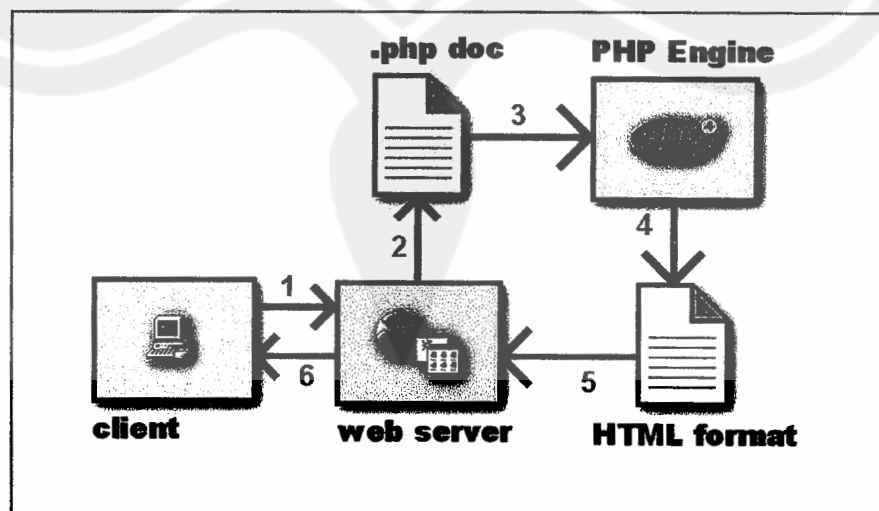 .php doc
PHP Engine
3
2
4
1
6
5
client
web server
HTML format